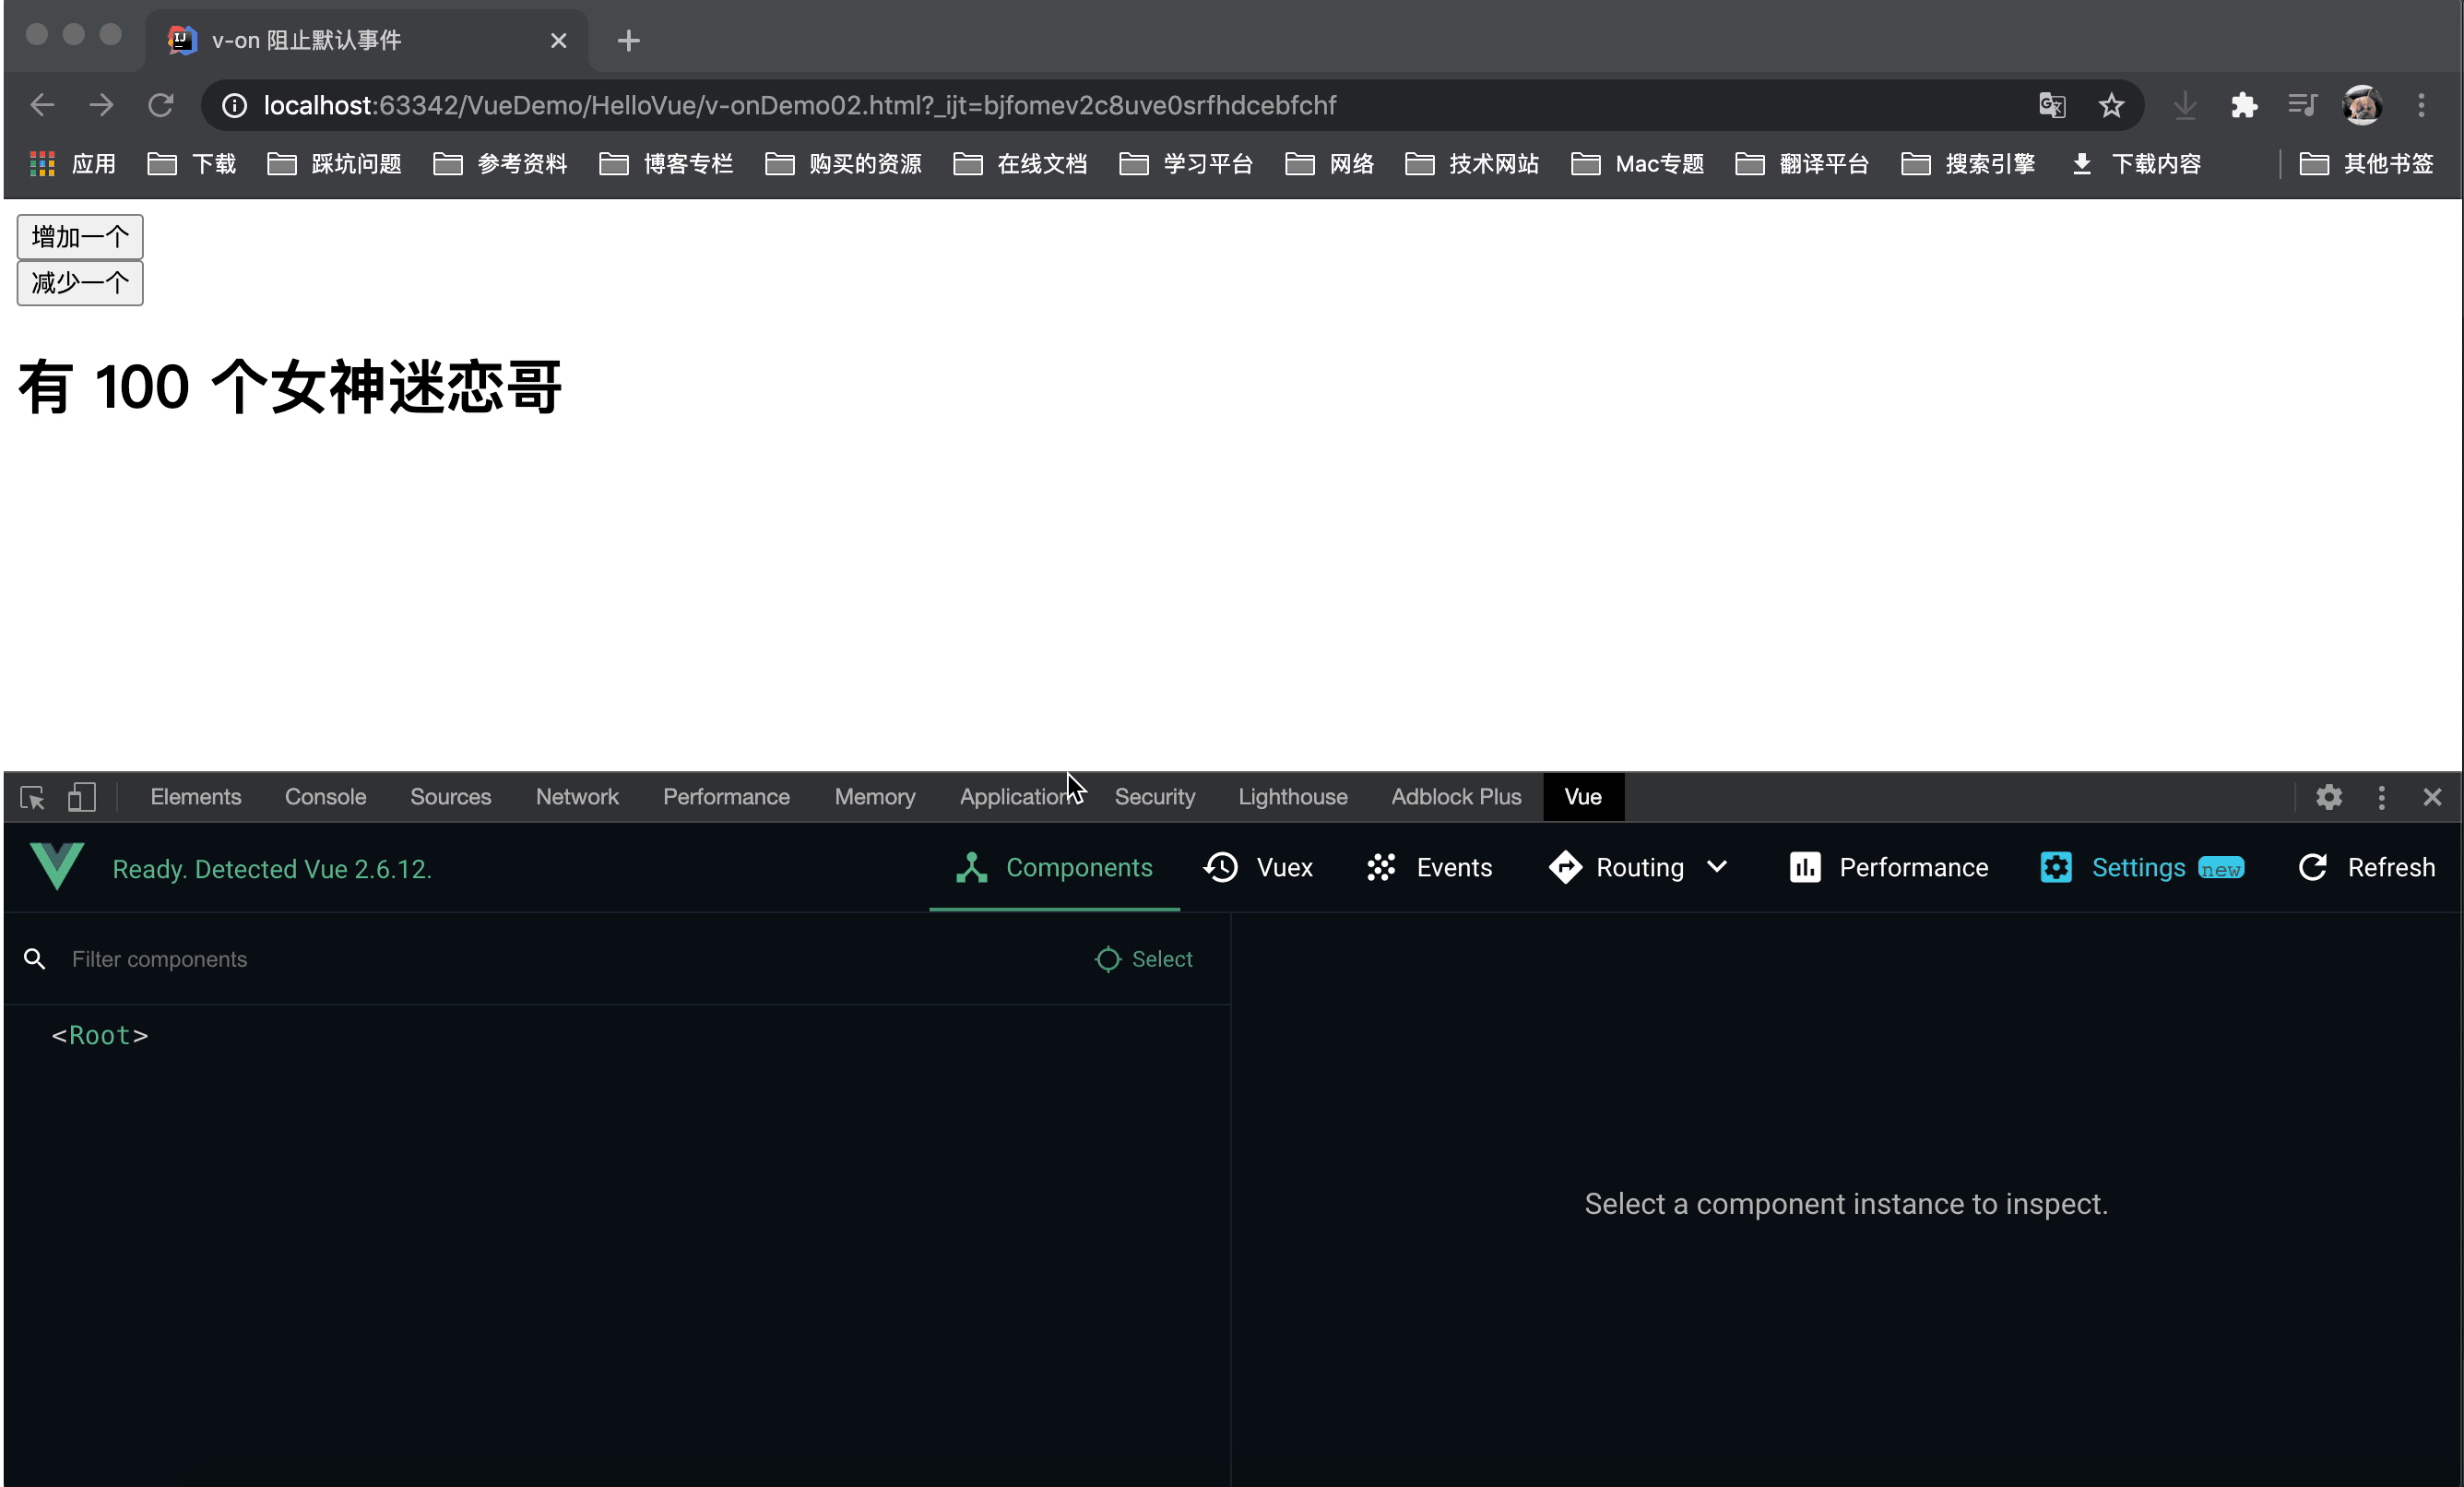 v-on 阻止默认事件
localhost:63342/VueDemo/HelloVue/v-onDemo02.html?_ijt=bjfomev2c8uve0srfhdcebfchf
应用 下载 踩坑问题 参考资料 博客专栏 购买的资源 在线文档 学习平台 网络 技术网站 Mac专题 翻译平台 搜索引擎 下载内容 其他书签
增加一个
减少一个
有 100 个女神迷恋哥
Elements Console Sources Network Performance Memory Application Security Lighthouse Adblock Plus Vue
Ready. Detected Vue 2.6.12. Components Vuex Events Routing Performance Settings new Refresh
Filter components Select
<Root>
Select a component instance to inspect.